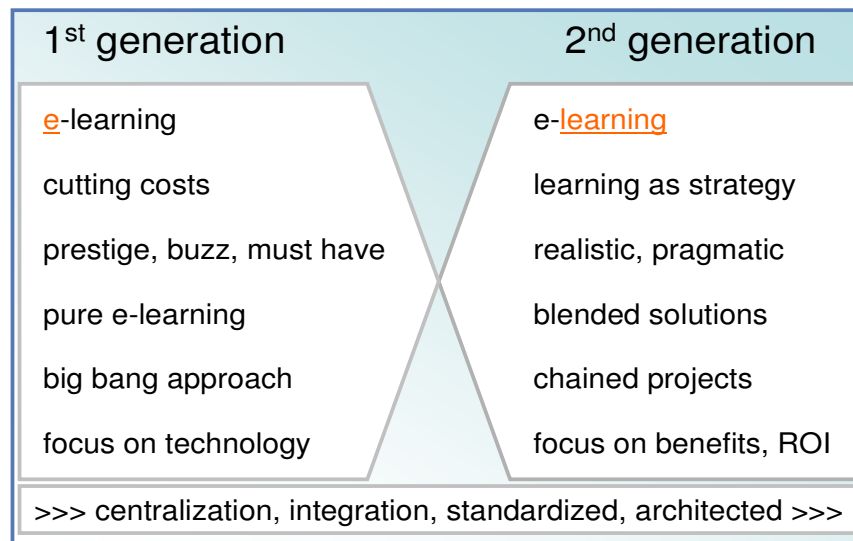 1st generation
2nd generation
e-learning
cutting costs
prestige, buzz, must have
pure e-learning
big bang approach
focus on technology
e-learning
learning as strategy
realistic, pragmatic
blended solutions
chained projects
focus on benefits, ROI
>>> centralization, integration, standardized, architected >>>